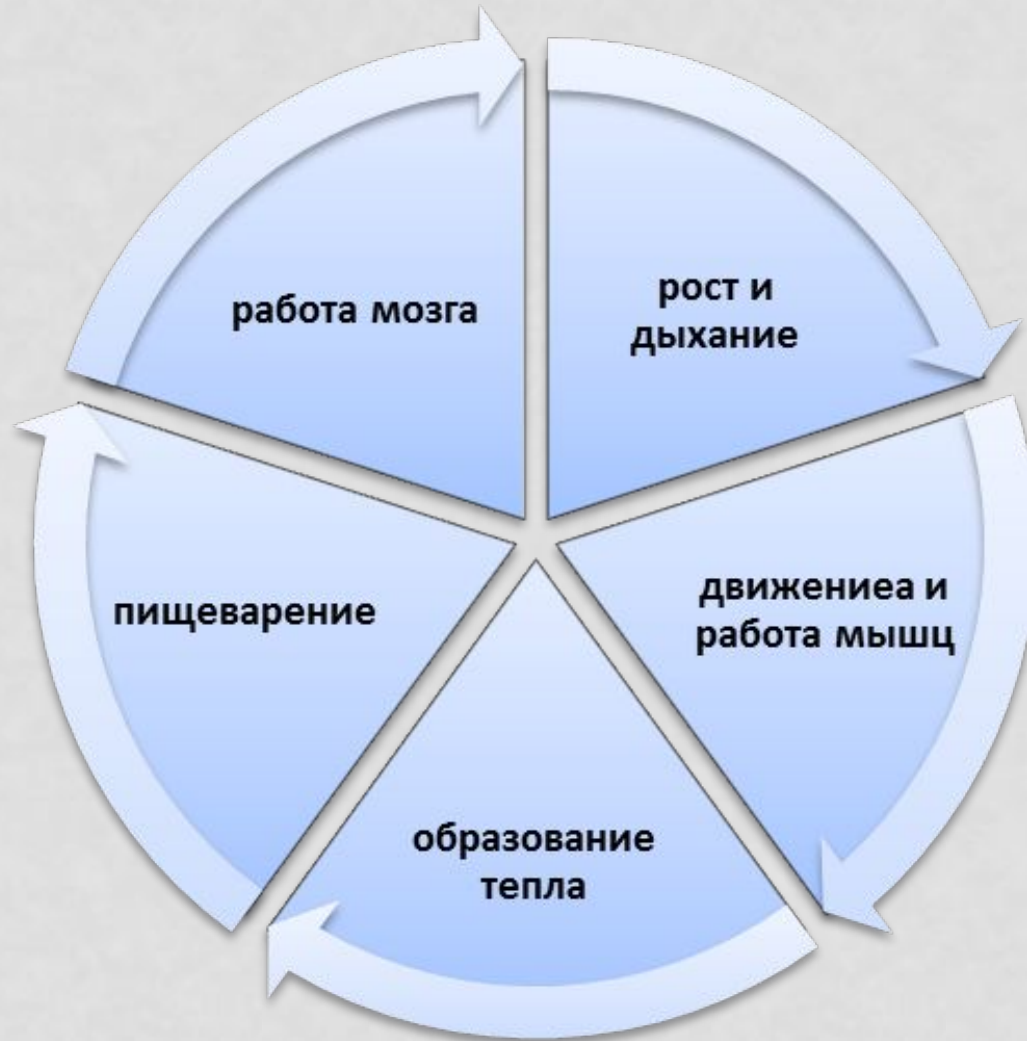 работа мозга
рост и
дыхание
движениеа и
работа мышц
образование
тепла
пищеварение